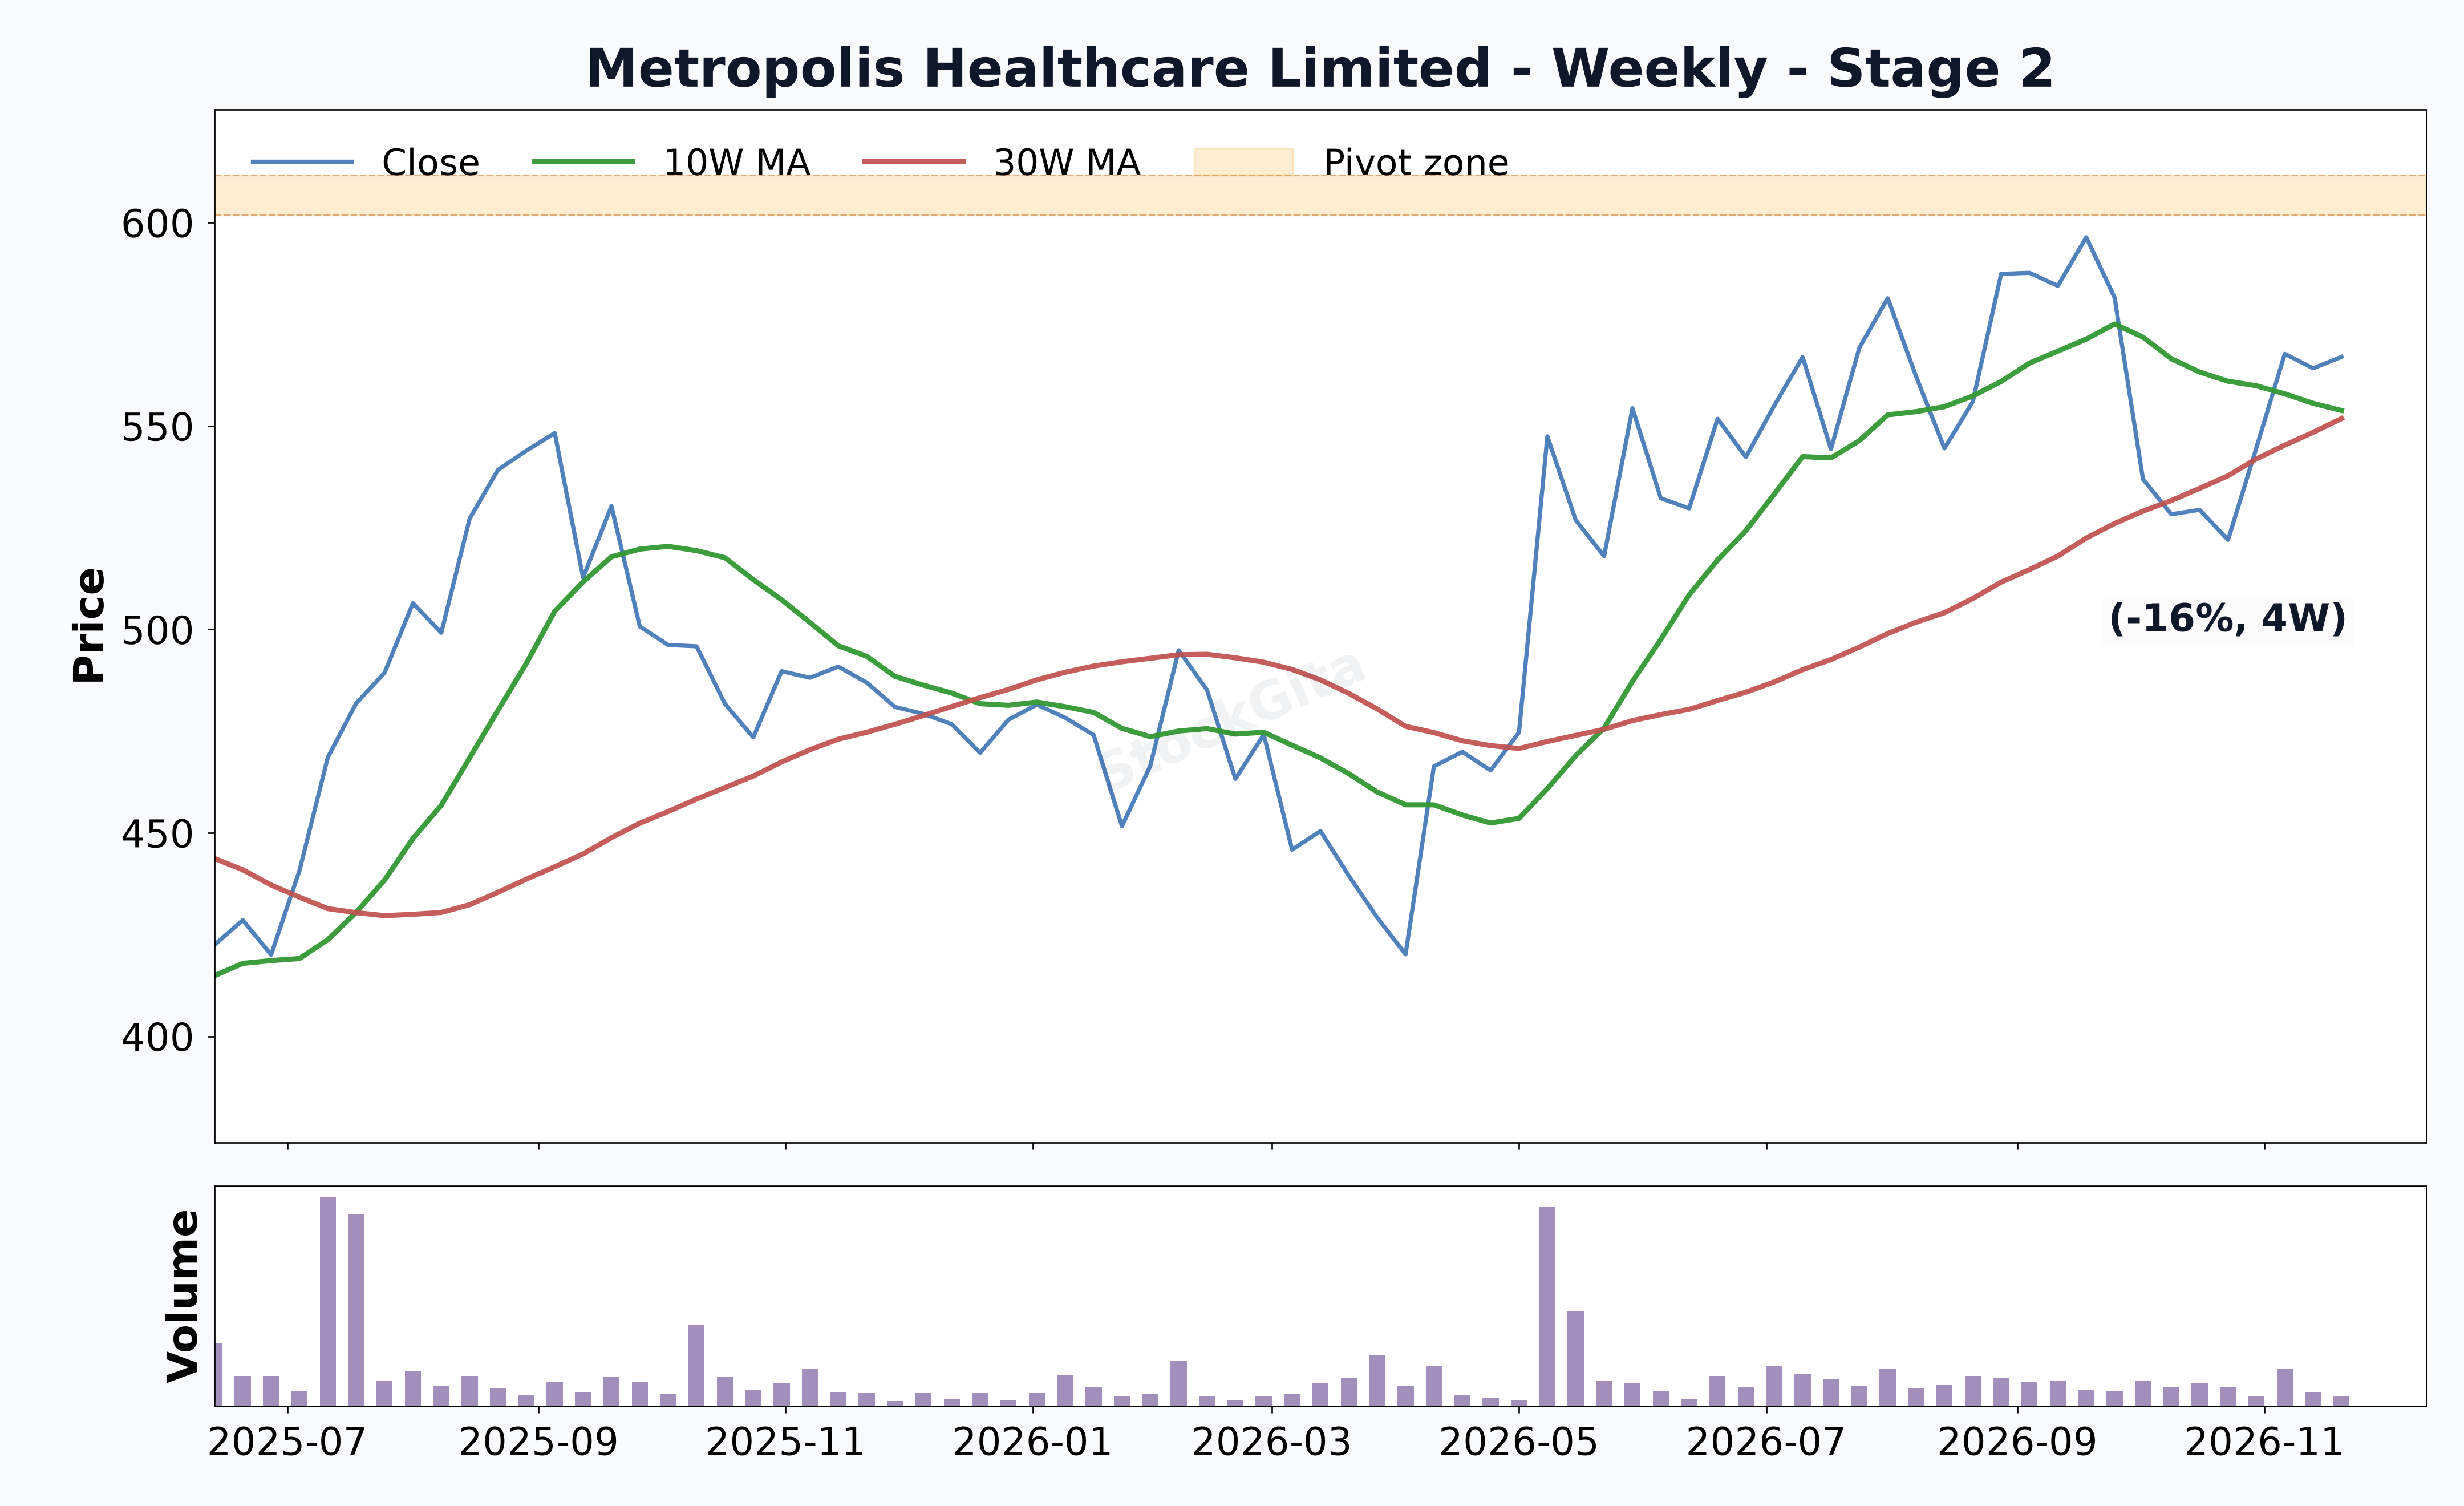 Metropolis Healthcare Limited - Weekly - Stage 2
Close 10W MA 30W MA Pivot zone
600
550
500
450
400
Price
(-16%, 4W)
StockGita
Volume
2025-07 2025-09 2025-11 2026-01 2026-03 2026-05 2026-07 2026-09 2026-11